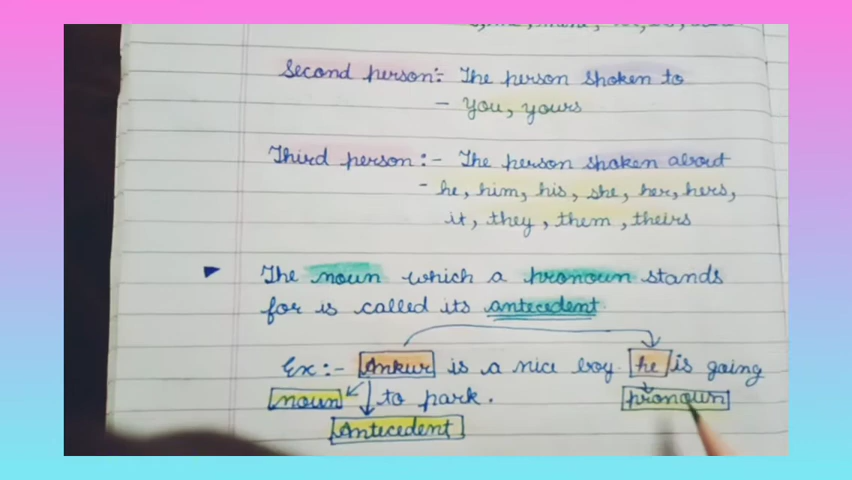 Second person:- The person spoken to
- you, yours
Third person :- The person spoken about
- he, him, his, she, her, hers,
it, they, them, theirs
The noun which a pronoun stands
for is called its antecedent.
Ex:- Ankur is a nice boy. he is going
noun to park. pronoun
Antecedent